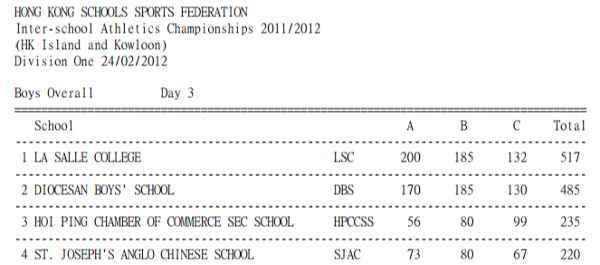 HONG KONG SCHOOLS SPORTS FEDERATION
Inter-school Athletics Championships 2011/2012
(HK Island and Kowloon)
Division One 24/02/2012
Boys Overall Day 3
School A B C Total
1 LA SALLE COLLEGE LSC 200 185 132 517
2 DIOCESAN BOYS' SCHOOL DBS 170 185 130 485
3 HOI PING CHAMBER OF COMMERCE SEC SCHOOL HPCCSS 56 80 99 235
4 ST. JOSEPH'S ANGLO CHINESE SCHOOL SJAC 73 80 67 220